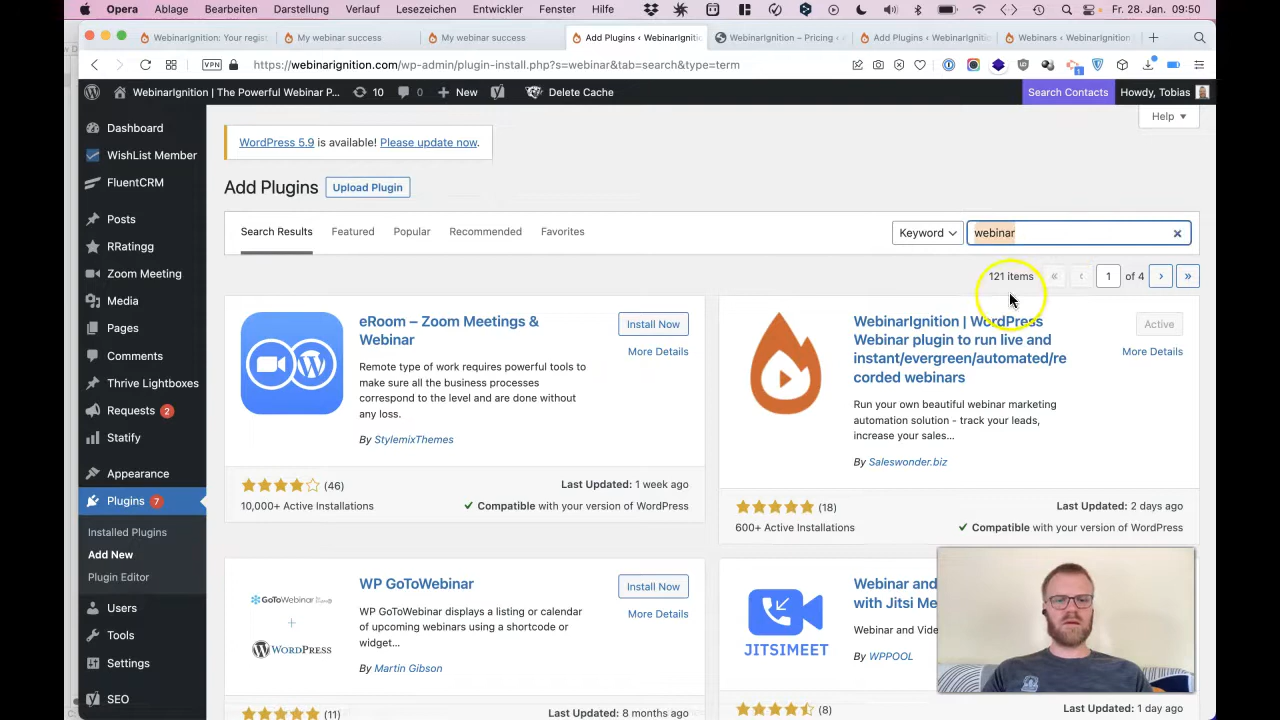 Opera Ablage Bearbeiten Darstellung Verlauf Lesezeichen Entwickler Fenster Hilfe Fr. 28. Jan. 09:50
WebinarIgnition: Your regist
My webinar success
My webinar success
Add Plugins ‹ WebinarIgniti
WebinarIgnition – Pricing ‹
Add Plugins ‹ WebinarIgniti
Webinars ‹ WebinarIgnition
VPN https://webinarignition.com/wp-admin/plugin-install.php?s=webinar&tab=search&type=term
WebinarIgnition | The Powerful Webinar P... 10 0 New Delete Cache Search Contacts Howdy, Tobias
Help
Dashboard
WishList Member
FluentCRM
Posts
RRatingg
Zoom Meeting
Media
Pages
Comments
Thrive Lightboxes
Requests 2
Statify
Appearance
Plugins 7
Installed Plugins
Add New
Plugin Editor
Users
Tools
Settings
SEO
WordPress 5.9 is available! Please update now.
Add Plugins Upload Plugin
Search Results Featured Popular Recommended Favorites Keyword webinar
121 items « ‹ 1 of 4 › »
eRoom – Zoom Meetings &
Webinar
Install Now
More Details
Remote type of work requires powerful tools to
make sure all the business processes
correspond to the level and are done without
any loss.
By StylemixThemes
(46)
10,000+ Active Installations
Last Updated: 1 week ago
Compatible with your version of WordPress
WebinarIgnition | WordPress
Webinar plugin to run live and
instant/evergreen/automated/re
corded webinars
Active
More Details
Run your own beautiful webinar marketing
automation solution - track your leads,
increase your sales...
By Saleswonder.biz
(18)
600+ Active Installations
Last Updated: 2 days ago
Compatible with your version of WordPress
GoToWebinar
+
WORDPRESS
WP GoToWebinar
Install Now
More Details
WP GoToWebinar displays a listing or calendar
of upcoming webinars using a shortcode or
widget...
By Martin Gibson
(11)
Last Updated: 8 months ago
JITSIMEET
Webinar and
with Jitsi Me
Webinar and Vide
By WPPOOL
(8)
Last Updated: 1 day ago